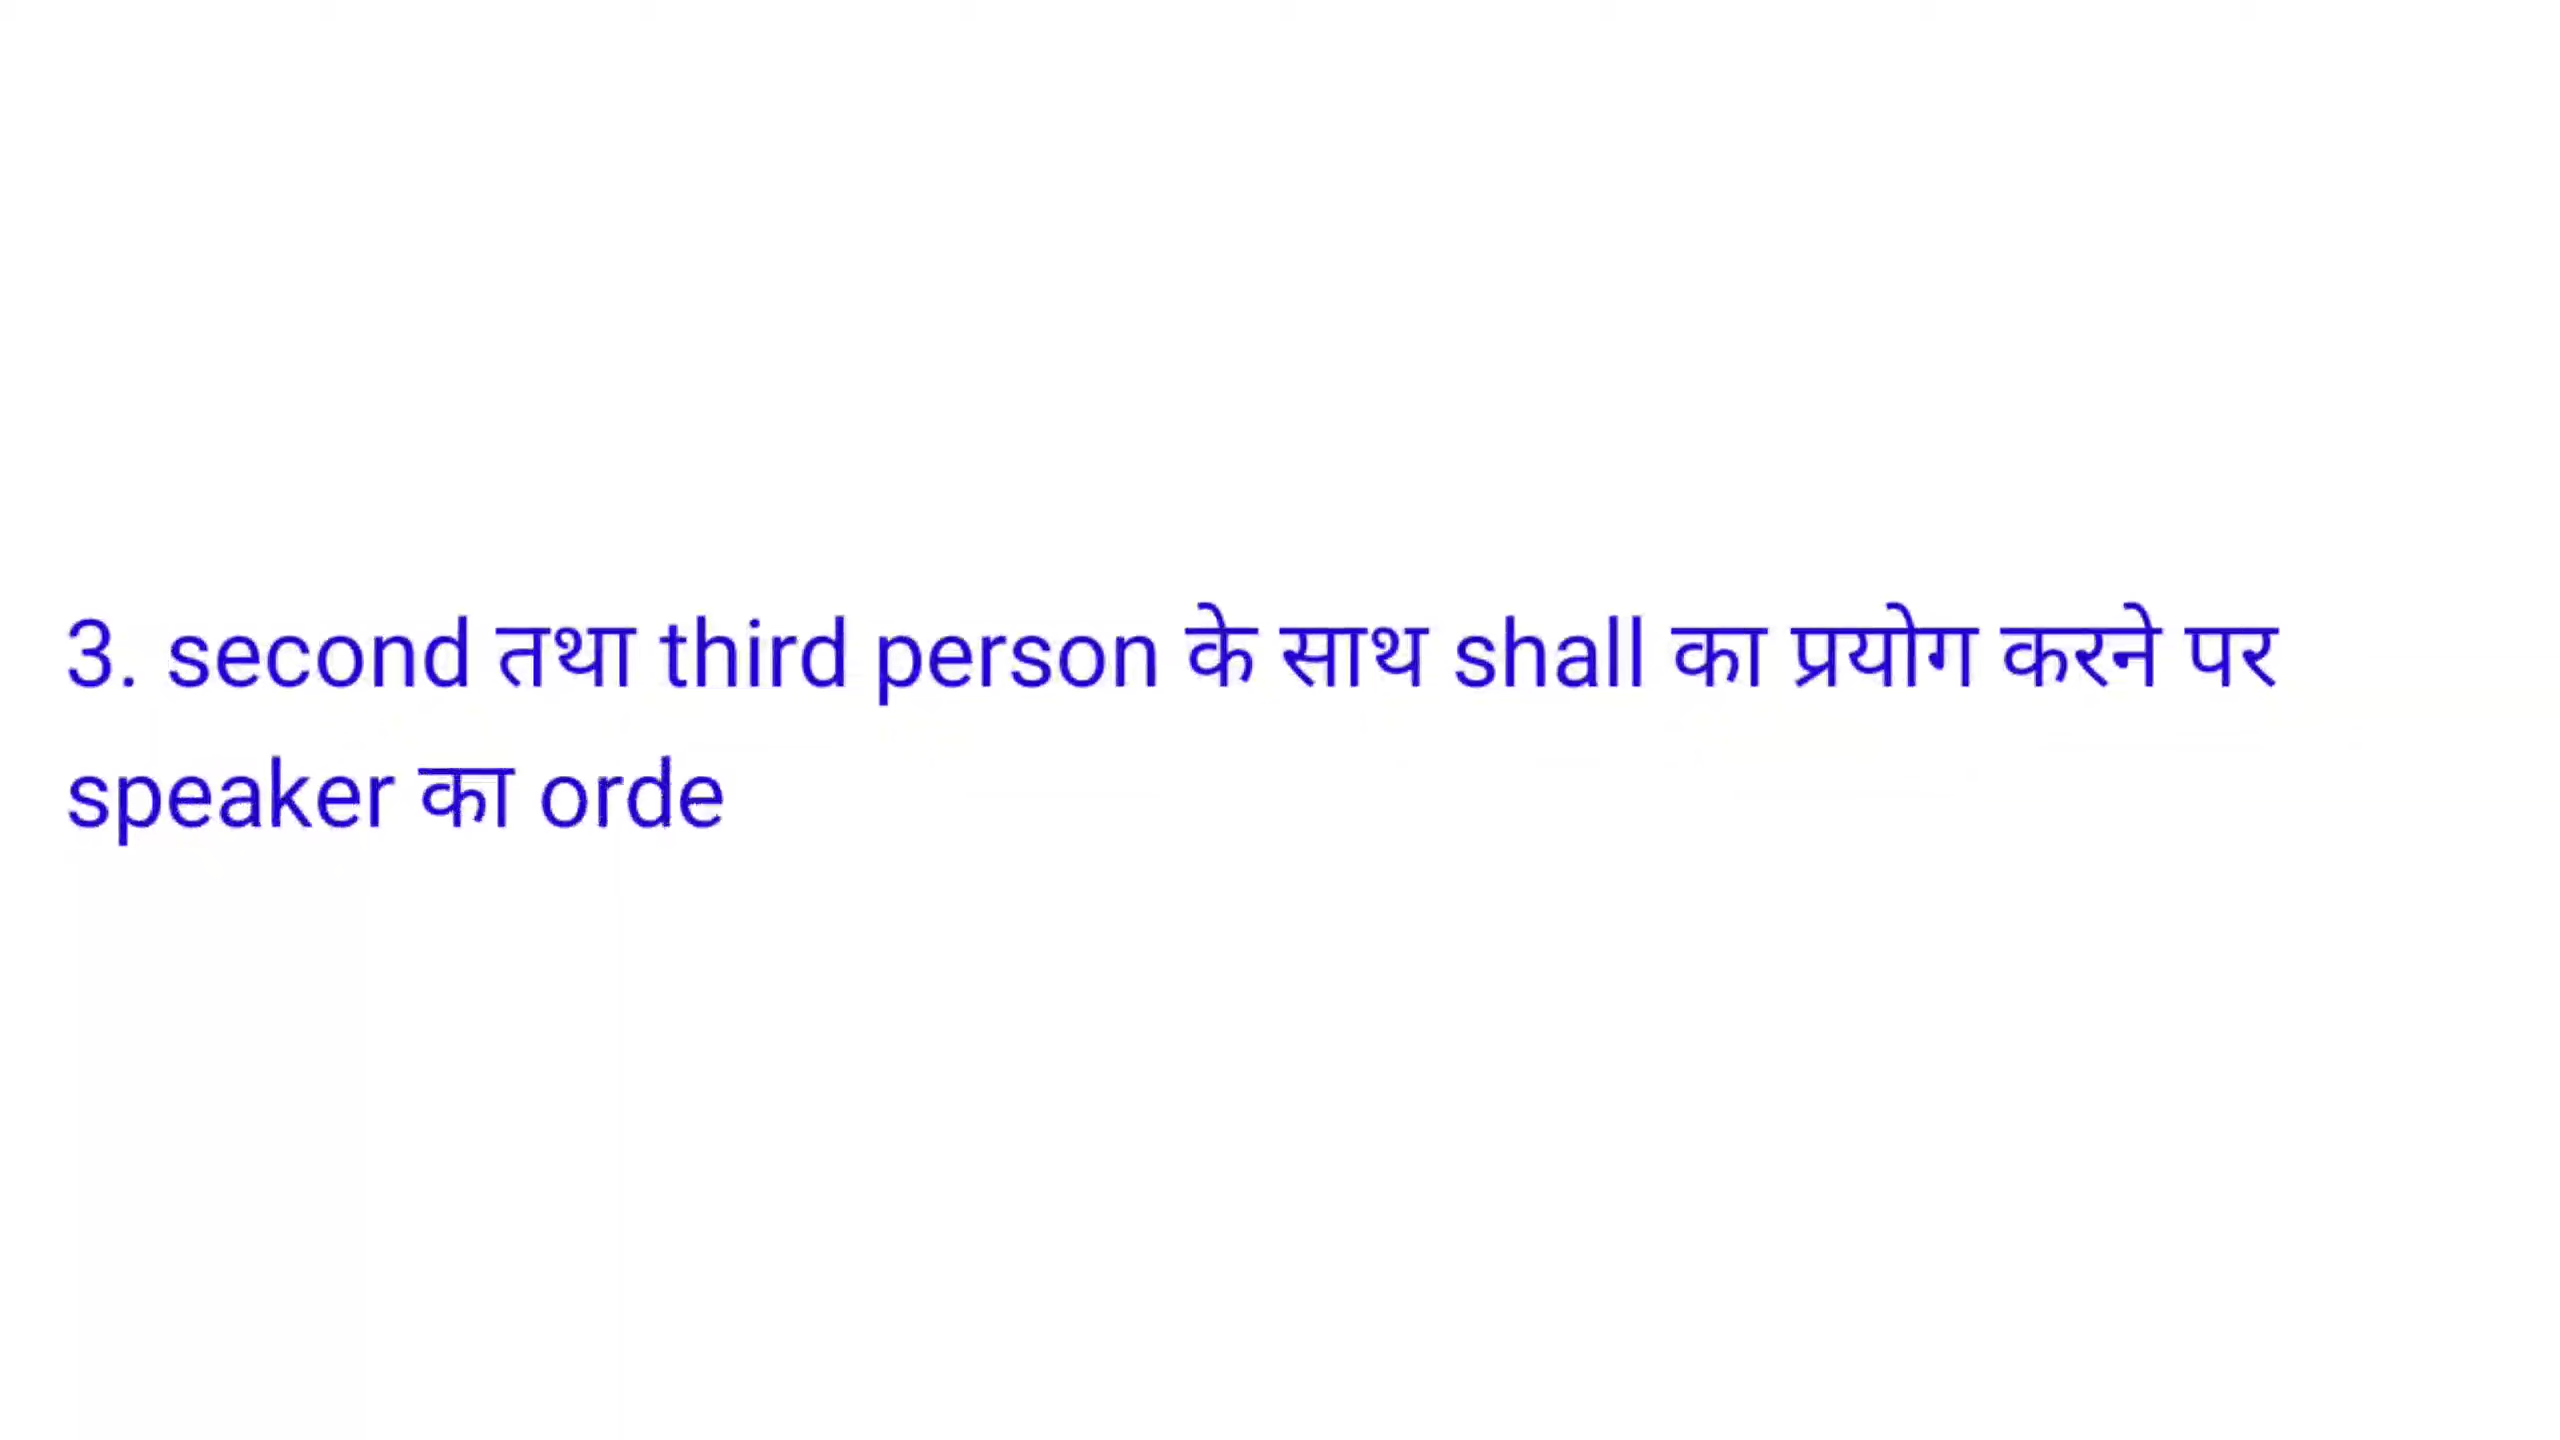 3. second तथा third person के साथ shall का प्रयोग करने पर
speaker का orde